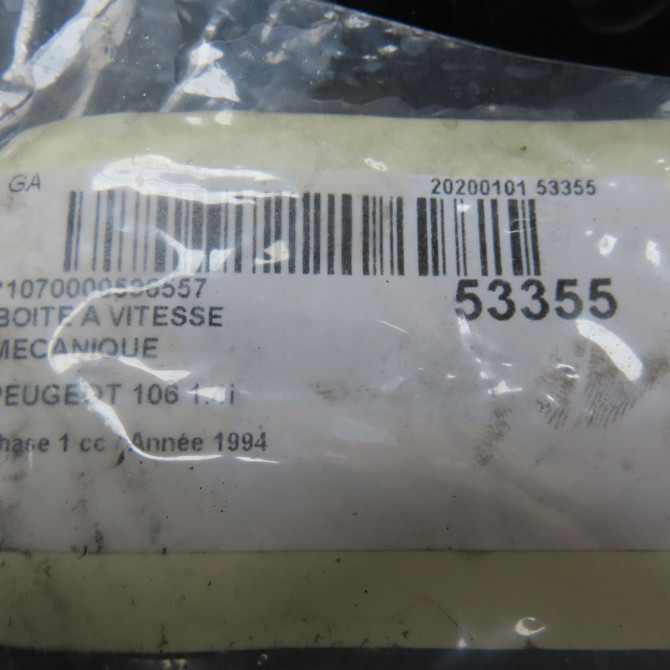 GA
20200101 53355
53355
BOITE A VITESSE
MECANIQUE
PEUGEOT 106
hase 1 cc / Année 1994